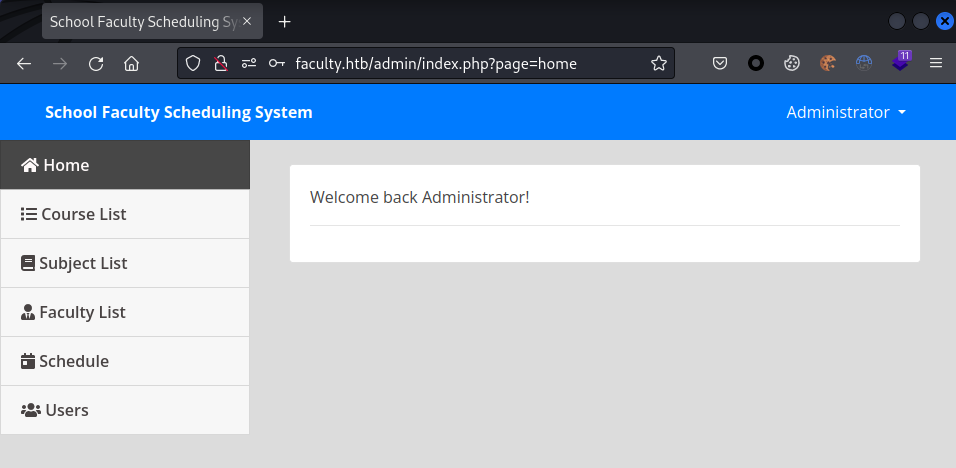 School Faculty Scheduling Sy
faculty.htb/admin/index.php?page=home
11
School Faculty Scheduling System
Administrator
Home
Welcome back Administrator!
Course List
Subject List
Faculty List
Schedule
Users